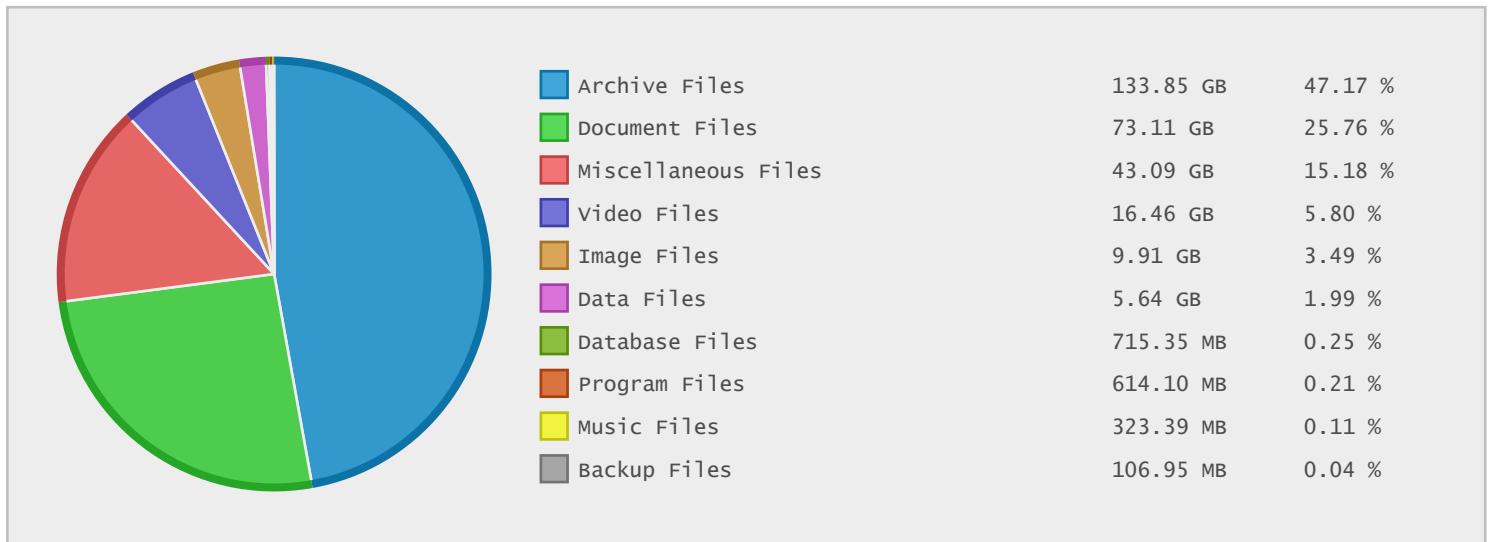 Archive Files 133.85 GB 47.17 %
Document Files 73.11 GB 25.76 %
Miscellaneous Files 43.09 GB 15.18 %
Video Files 16.46 GB 5.80 %
Image Files 9.91 GB 3.49 %
Data Files 5.64 GB 1.99 %
Database Files 715.35 MB 0.25 %
Program Files 614.10 MB 0.21 %
Music Files 323.39 MB 0.11 %
Backup Files 106.95 MB 0.04 %